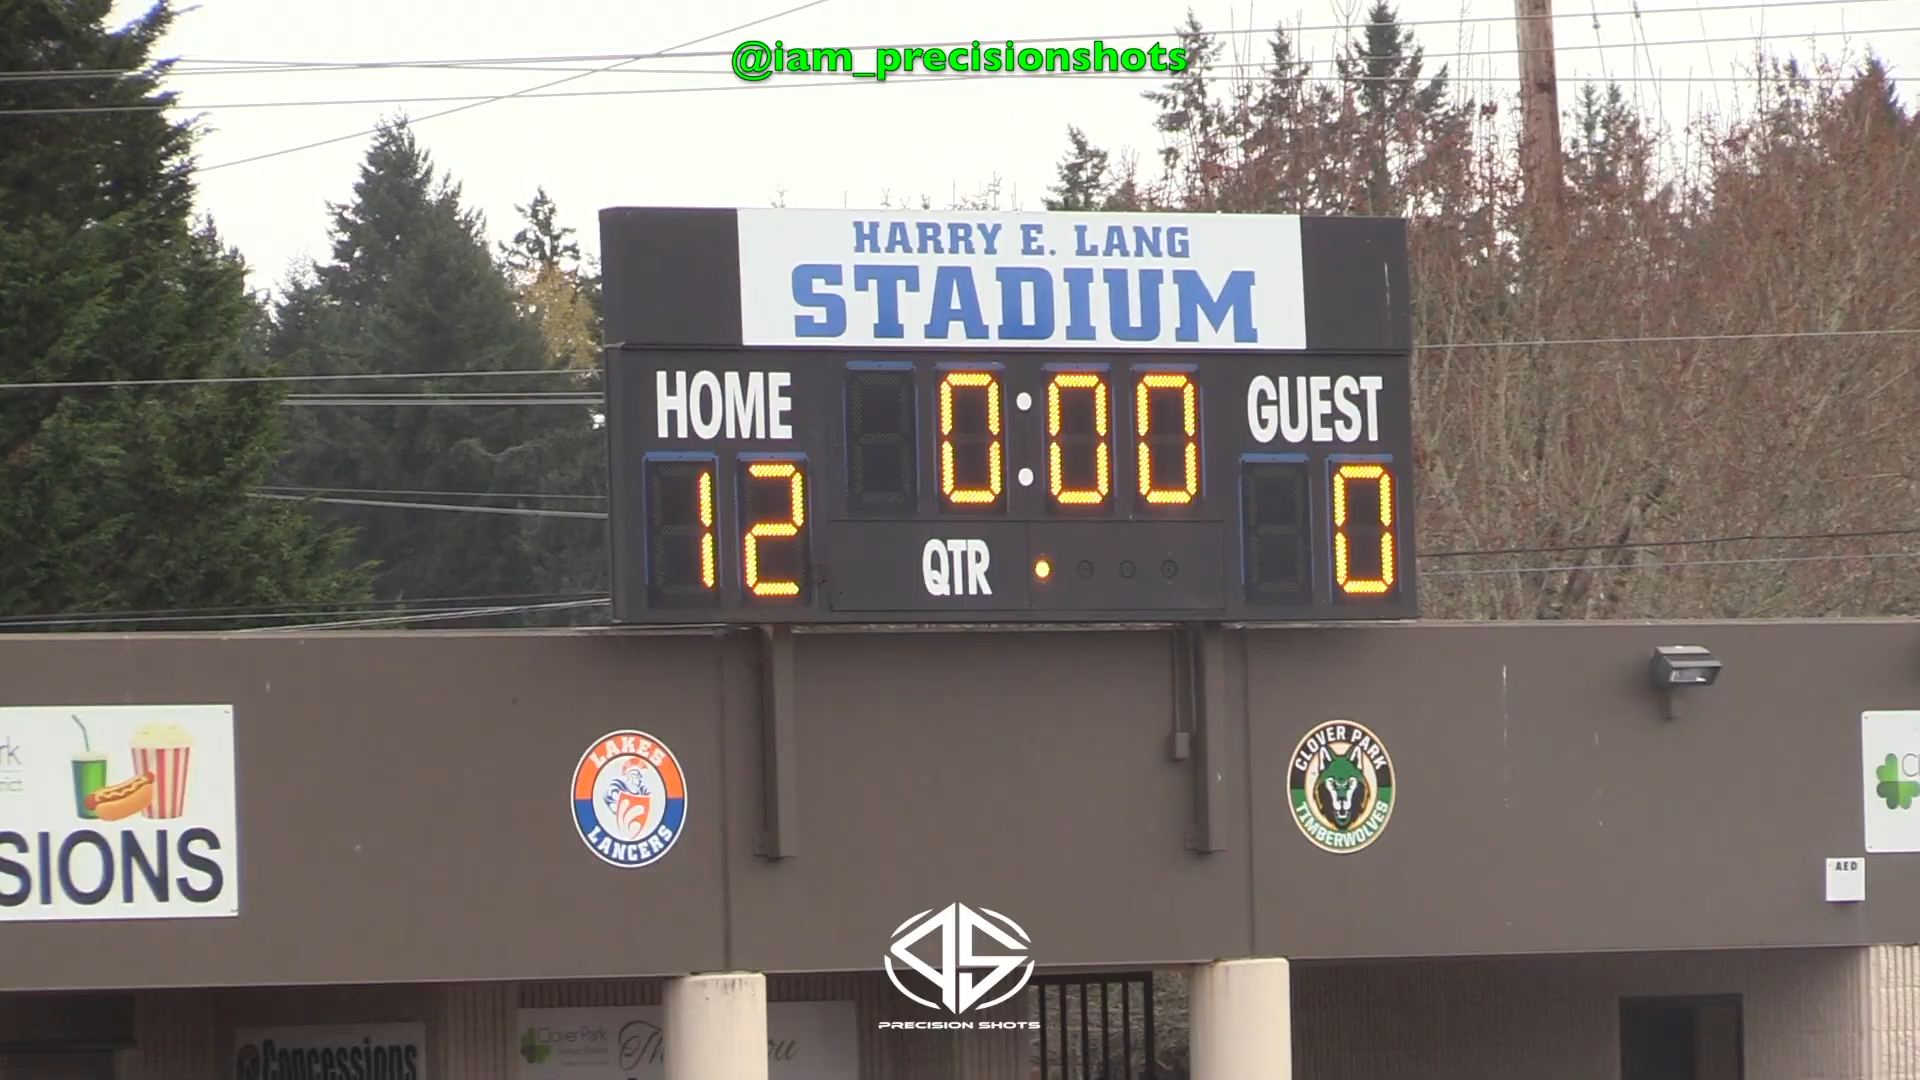 @iam_precisionshots
HARRY E. LANG
STADIUM
HOME
0:00
GUEST
12
QTR
0
LAKES
LANCERS
CLOVER PARK
TIMBERWOLVES
SIONS
AED
PRECISION SHOTS
CloverPark
@Concessions